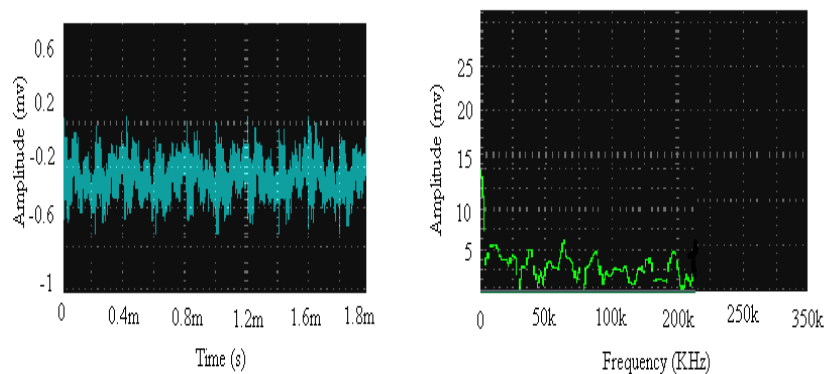 Amplitude (mv)
0.6
0.2
-0.2
-0.6
-1
0 0.4m 0.8m 1.2m 1.6m 1.8m
Time (s)
Amplitude (mv)
25
20
15
10
5
0 50k 100k 200k 250k 350k
Frequency (KHz)